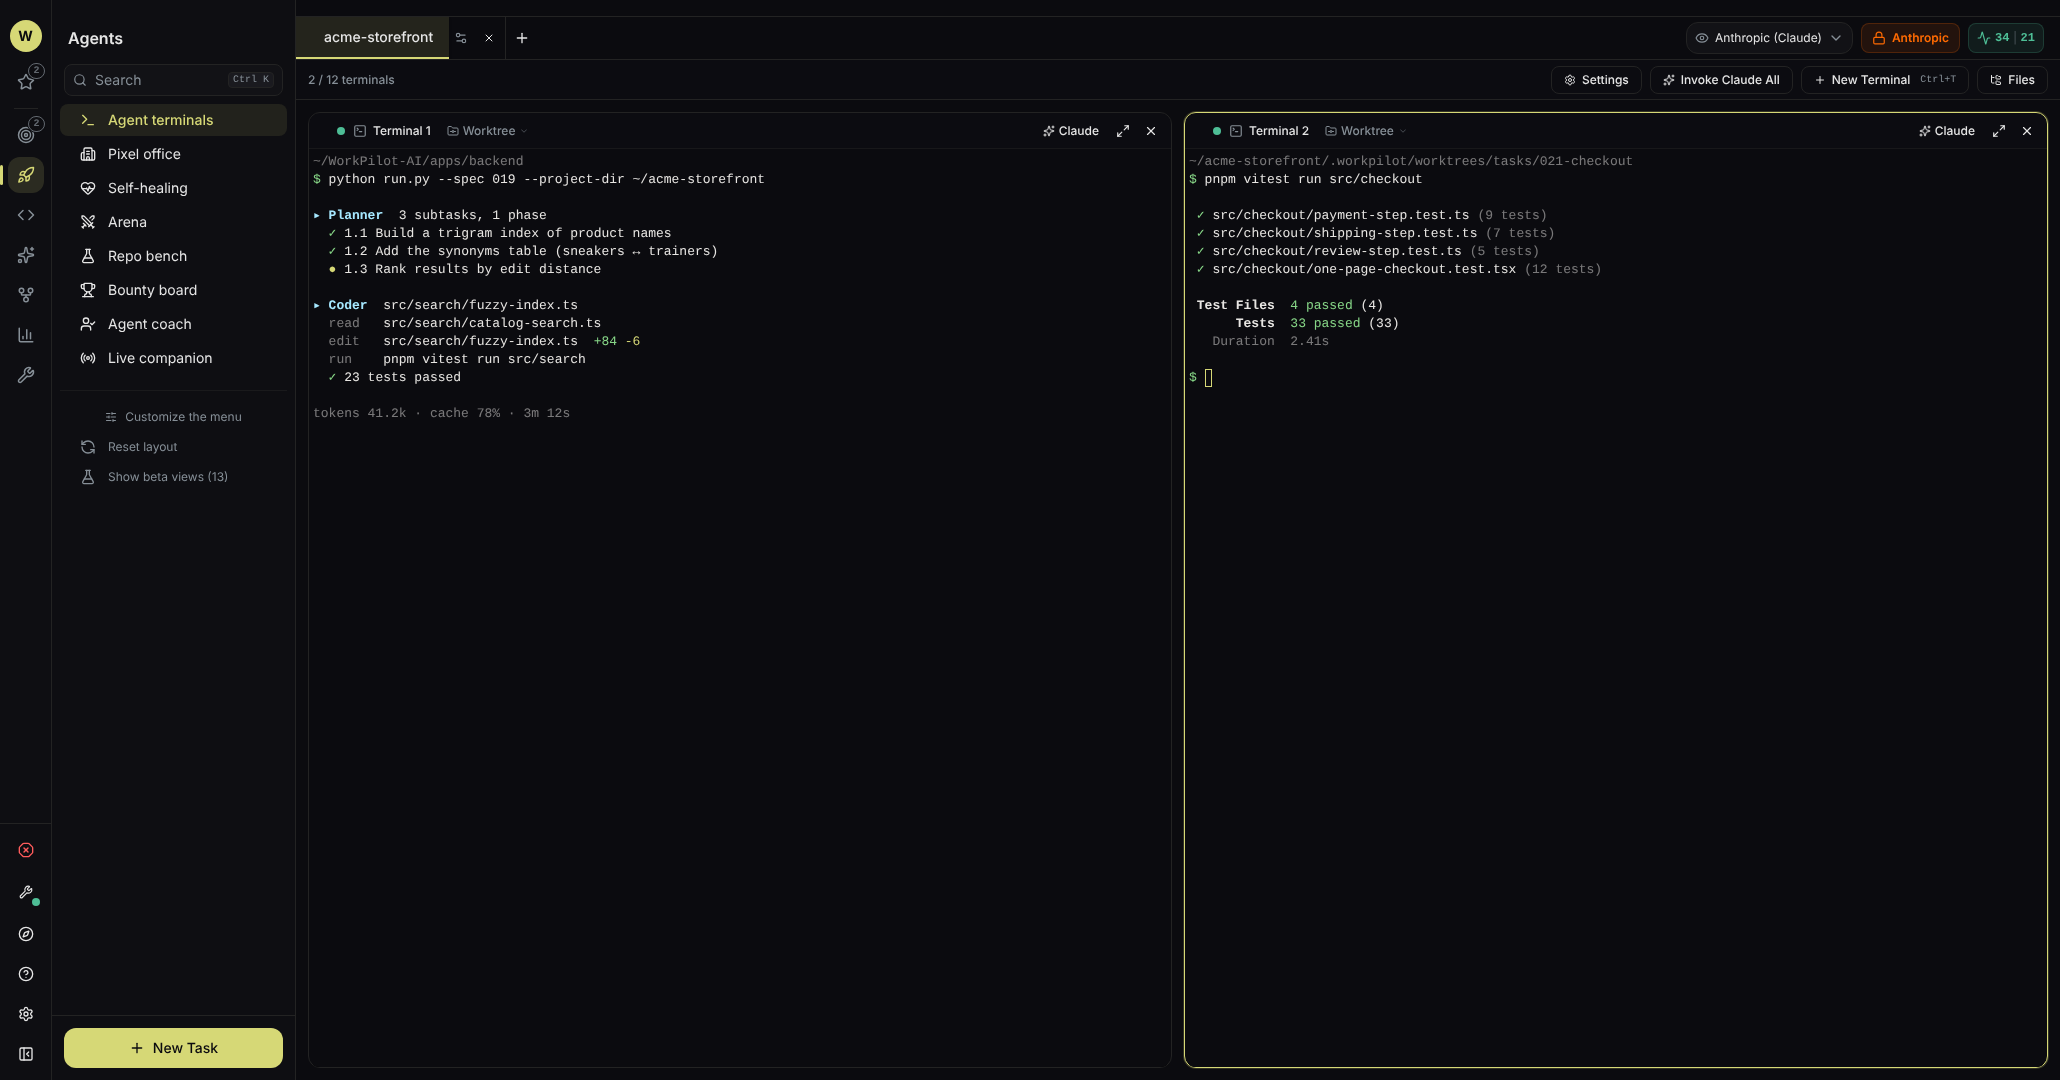 W
Agents
2
Search Ctrl K
2
Agent terminals
Pixel office
Self-healing
Arena
Repo bench
Bounty board
Agent coach
Live companion
Customize the menu
Reset layout
Show beta views (13)
New Task
acme-storefront
Anthropic (Claude)
Anthropic
34 | 21
2 / 12 terminals
Settings
Invoke Claude All
New Terminal Ctrl+T
Files
Terminal 1 Worktree Claude
~/WorkPilot-AI/apps/backend
$ python run.py --spec 019 --project-dir ~/acme-storefront
▸ Planner 3 subtasks, 1 phase
✓ 1.1 Build a trigram index of product names
✓ 1.2 Add the synonyms table (sneakers ↔ trainers)
● 1.3 Rank results by edit distance
▸ Coder src/search/fuzzy-index.ts
read src/search/catalog-search.ts
edit src/search/fuzzy-index.ts +84 -6
run pnpm vitest run src/search
✓ 23 tests passed
tokens 41.2k · cache 78% · 3m 12s
Terminal 2 Worktree Claude
~/acme-storefront/.workpilot/worktrees/tasks/021-checkout
$ pnpm vitest run src/checkout
✓ src/checkout/payment-step.test.ts (9 tests)
✓ src/checkout/shipping-step.test.ts (7 tests)
✓ src/checkout/review-step.test.ts (5 tests)
✓ src/checkout/one-page-checkout.test.tsx (12 tests)
Test Files 4 passed (4)
Tests 33 passed (33)
Duration 2.41s
$